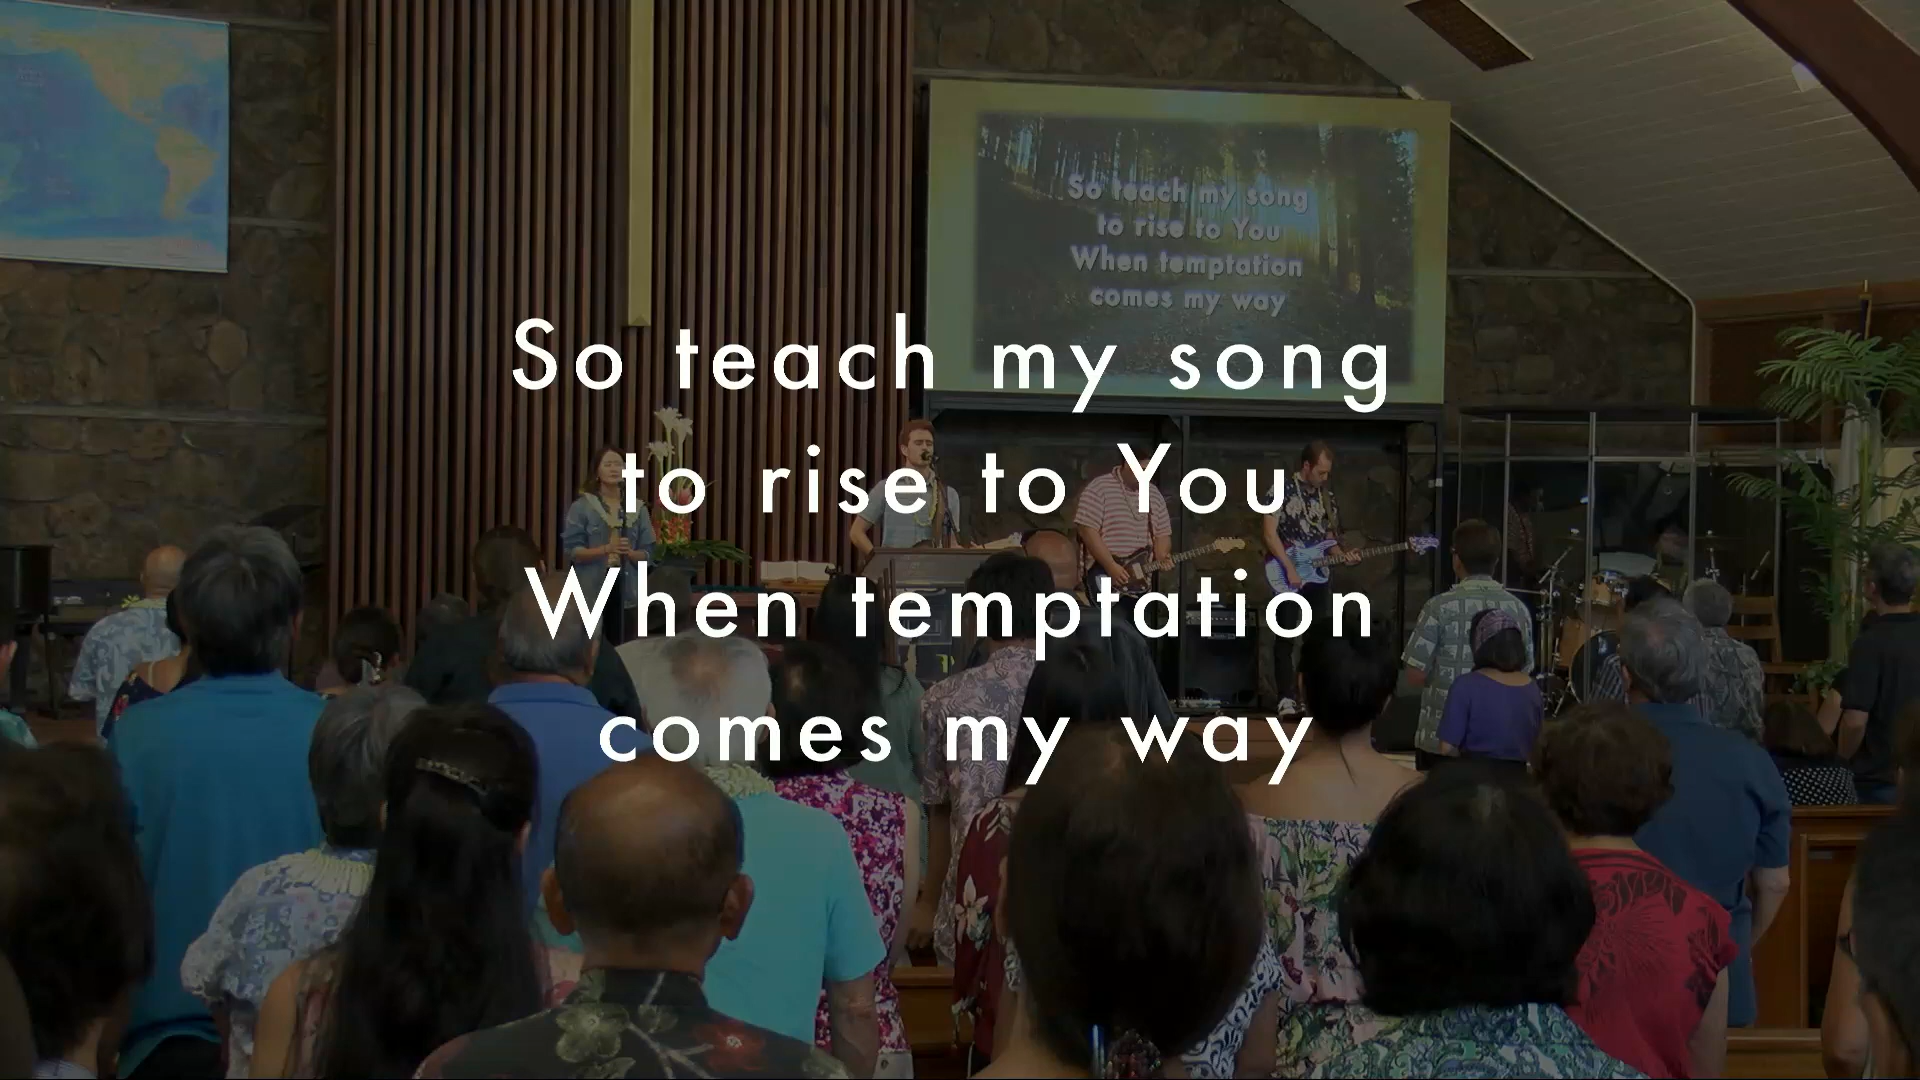 So teach my song
to rise to You
When temptation
comes my way
So teach my song
to rise to You
When temptation
comes my way